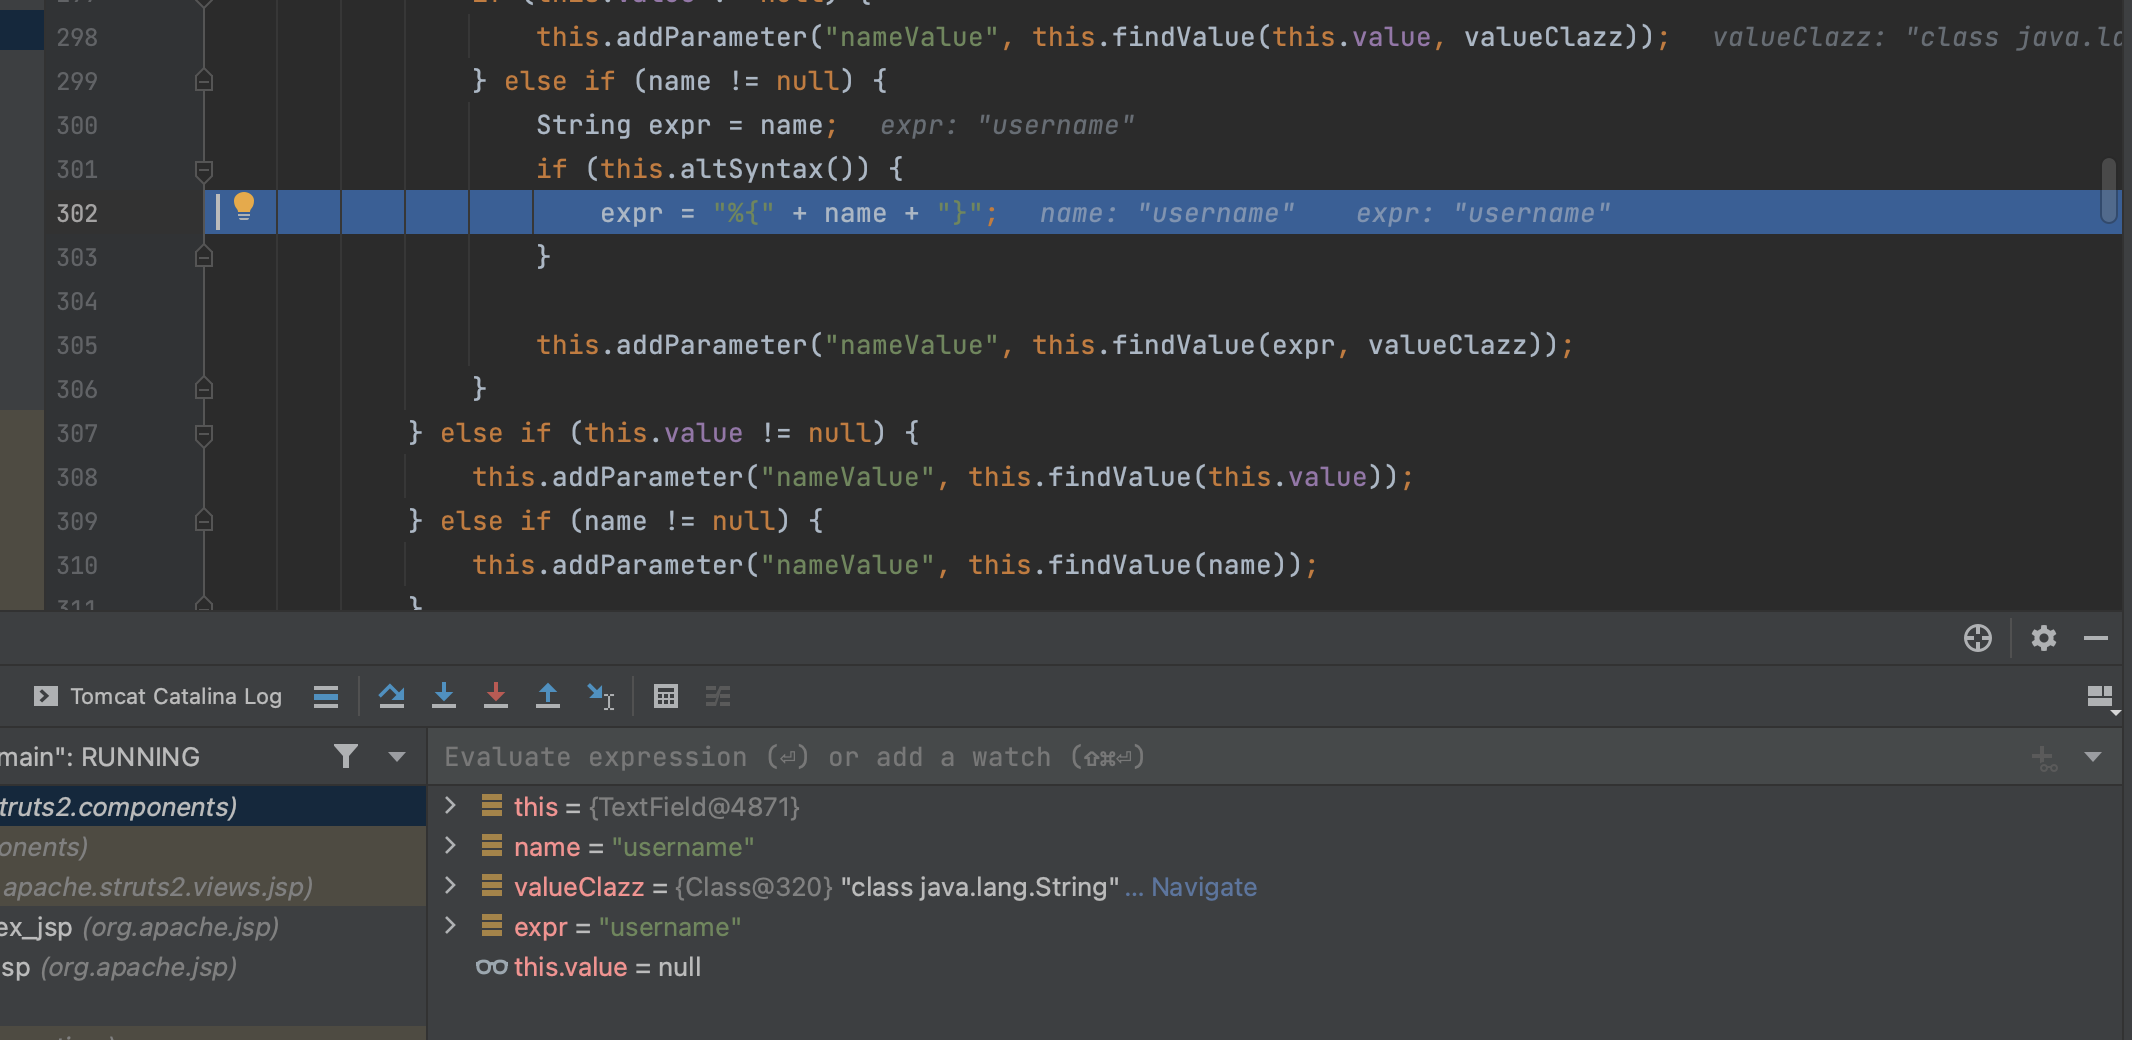 298 this.addParameter("nameValue", this.findValue(this.value, valueClazz)); valueClazz: "class java.la
299 } else if (name != null) {
300 String expr = name; expr: "username"
301 if (this.altSyntax()) {
302 expr = "%{" + name + "}"; name: "username" expr: "username"
303 }
304
305 this.addParameter("nameValue", this.findValue(expr, valueClazz));
306 }
307 } else if (this.value != null) {
308 this.addParameter("nameValue", this.findValue(this.value));
309 } else if (name != null) {
310 this.addParameter("nameValue", this.findValue(name));
311 }
Tomcat Catalina Log
main": RUNNING
Evaluate expression (⏎) or add a watch (⇧⌘⏎)
truts2.components)
onents)
apache.struts2.views.jsp)
ex_jsp (org.apache.jsp)
sp (org.apache.jsp)
this = {TextField@4871}
name = "username"
valueClazz = {Class@320} "class java.lang.String" ... Navigate
expr = "username"
this.value = null